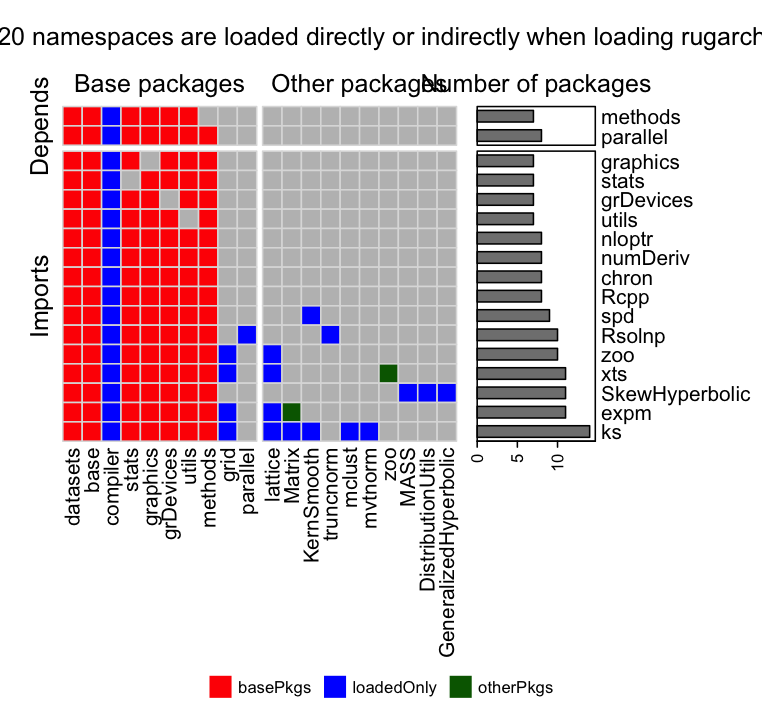 20 namespaces are loaded directly or indirectly when loading rugarch
Base packages
Other packages
Number of packages
Depends
Imports
methods
parallel
graphics
stats
grDevices
utils
nloptr
numDeriv
chron
Rcpp
spd
Rsolnp
zoo
xts
SkewHyperbolic
expm
ks
0
5
10
datasets
base
compiler
stats
graphics
grDevices
utils
methods
grid
parallel
lattice
Matrix
KernSmooth
truncnorm
mclust
mvtnorm
zoo
MASS
DistributionUtils
GeneralizedHyperbolic
basePkgs
loadedOnly
otherPkgs